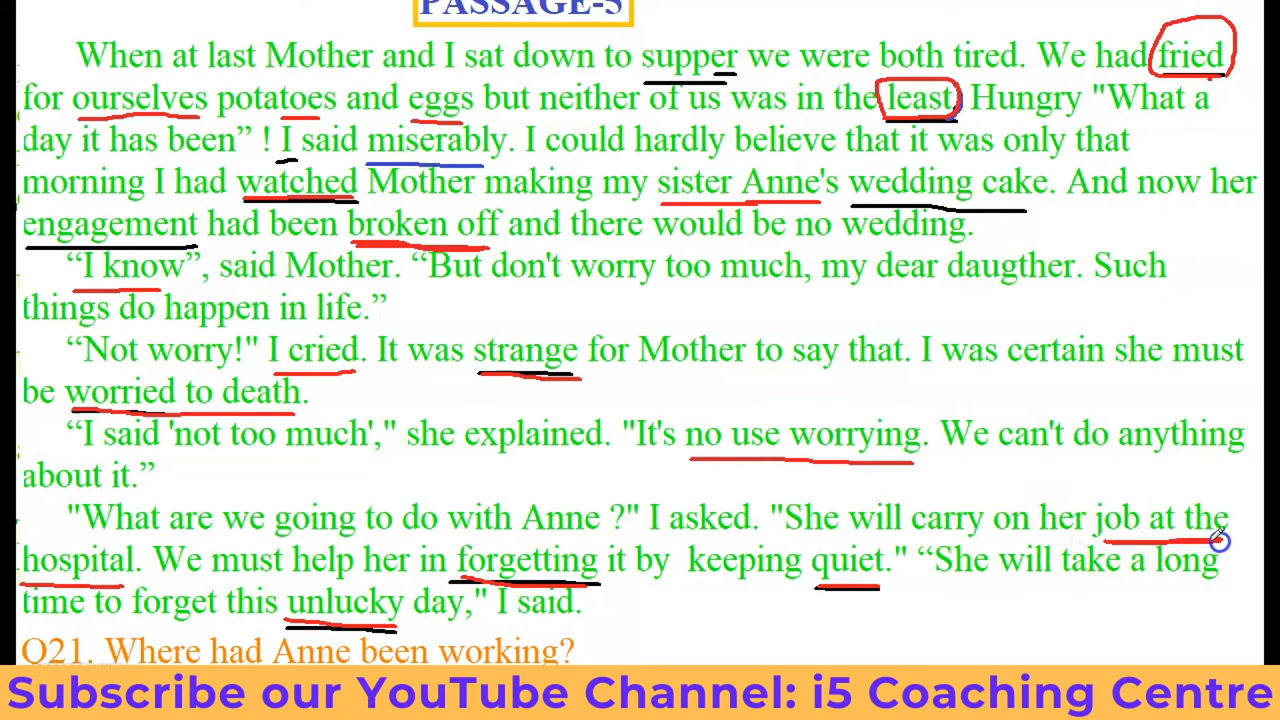 PASSAGE-5
When at last Mother and I sat down to supper we were both tired. We had fried
for ourselves potatoes and eggs but neither of us was in the least, Hungry "What a
day it has been” ! I said miserably. I could hardly believe that it was only that
morning I had watched Mother making my sister Anne's wedding cake. And now her
engagement had been broken off and there would be no wedding.
“I know”, said Mother. “But don't worry too much, my dear daugther. Such
things do happen in life.”
“Not worry!" I cried. It was strange for Mother to say that. I was certain she must
be worried to death.
“I said 'not too much'," she explained. "It's no use worrying. We can't do anything
about it.”
"What are we going to do with Anne ?" I asked. "She will carry on her job at the
hospital. We must help her in forgetting it by keeping quiet." “She will take a long
time to forget this unlucky day," I said.
Q21. Where had Anne been working?
Subscribe our YouTube Channel: i5 Coaching Centre